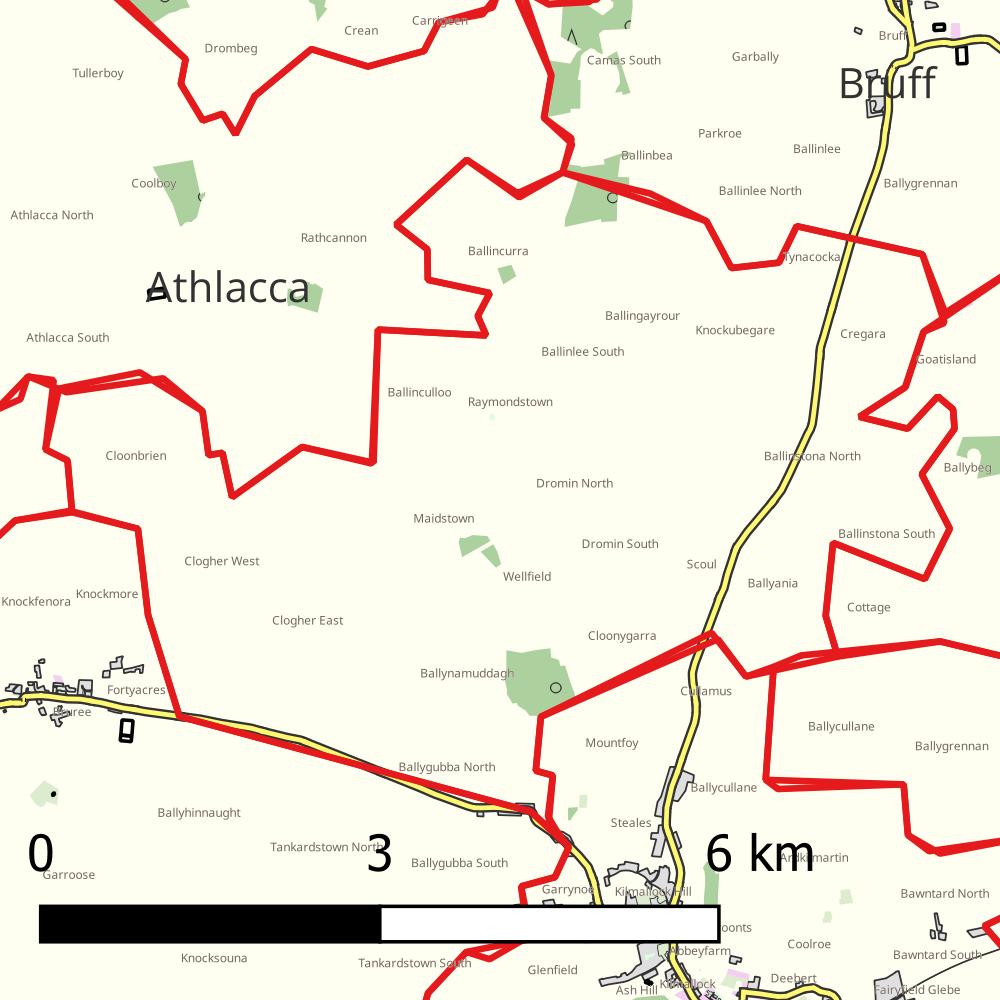 Carrigeen
Crean
Bruff
Drombeg
Camas South
Garbally
Tullerboy
Bruff
Parkroe
Ballinlee
Ballinbea
Coolboy
Ballygrennan
Ballinlee North
Athlacca North
Rathcannon
Ballincurra
Tynacocka
Athlacca
Ballingayrour
Knockubegare
Cregara
Athlacca South
Ballinlee South
Goatisland
Ballinculloo
Raymondstown
Cloonbrien
Ballinstona North
Ballybeg
Dromin North
Maidstown
Ballinstona South
Dromin South
Clogher West
Scoul
Wellfield
Ballyania
Knockmore
Knockfenora
Cottage
Clogher East
Cloonygarra
Ballynamuddagh
Fortyacres
Cullamus
Bruree
Ballycullane
Mountfoy
Ballygrennan
Ballygubba North
Ballycullane
Ballyhinnaught
Steales
Tankardstown North
0 3 6 km
Ardkilmartin
Ballygubba South
Garroose
Garrynoe
Kilmallock Hill
Bawntard North
oonts
Coolroe
Abbeyfarm
Knocksouna
Bawntard South
Tankardstown South
Glenfield
Deebert
Ash Hill
Kilmallock
Fairyfield Glebe